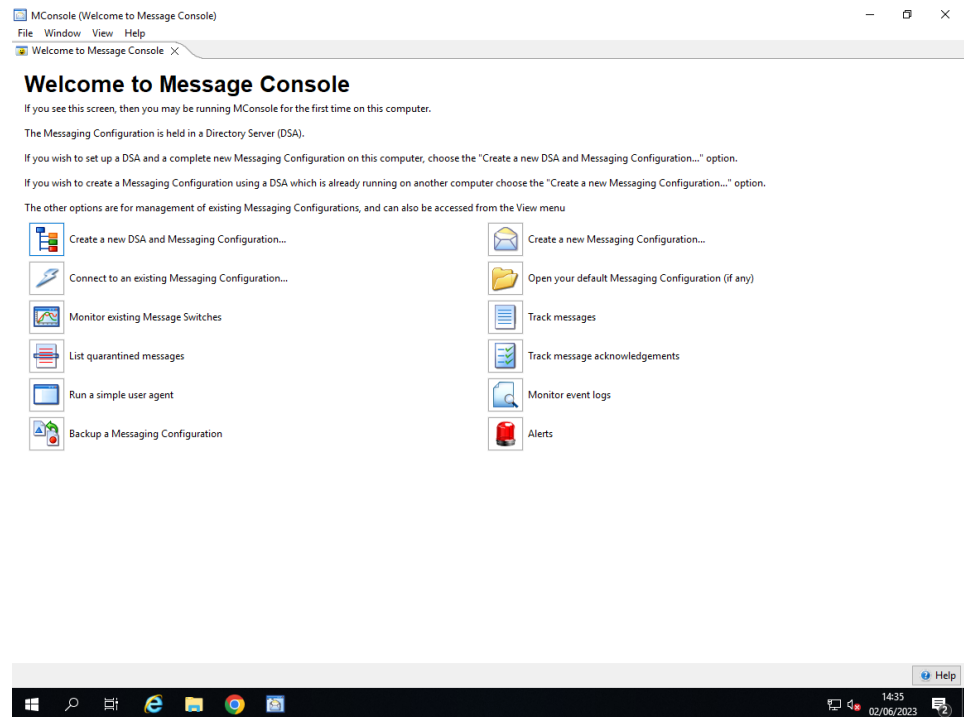 MConsole (Welcome to Message Console)
File Window View Help
Welcome to Message Console
Welcome to Message Console
If you see this screen, then you may be running MConsole for the first time on this computer.
The Messaging Configuration is held in a Directory Server (DSA).
If you wish to set up a DSA and a complete new Messaging Configuration on this computer, choose the "Create a new DSA and Messaging Configuration..." option.
If you wish to create a Messaging Configuration using a DSA which is already running on another computer choose the "Create a new Messaging Configuration..." option.
The other options are for management of existing Messaging Configurations, and can also be accessed from the View menu
Create a new DSA and Messaging Configuration...
Create a new Messaging Configuration...
Connect to an existing Messaging Configuration...
Open your default Messaging Configuration (if any)
Monitor existing Message Switches
Track messages
List quarantined messages
Track message acknowledgements
Run a simple user agent
Monitor event logs
Backup a Messaging Configuration
Alerts
Help
14:35
02/06/2023
2